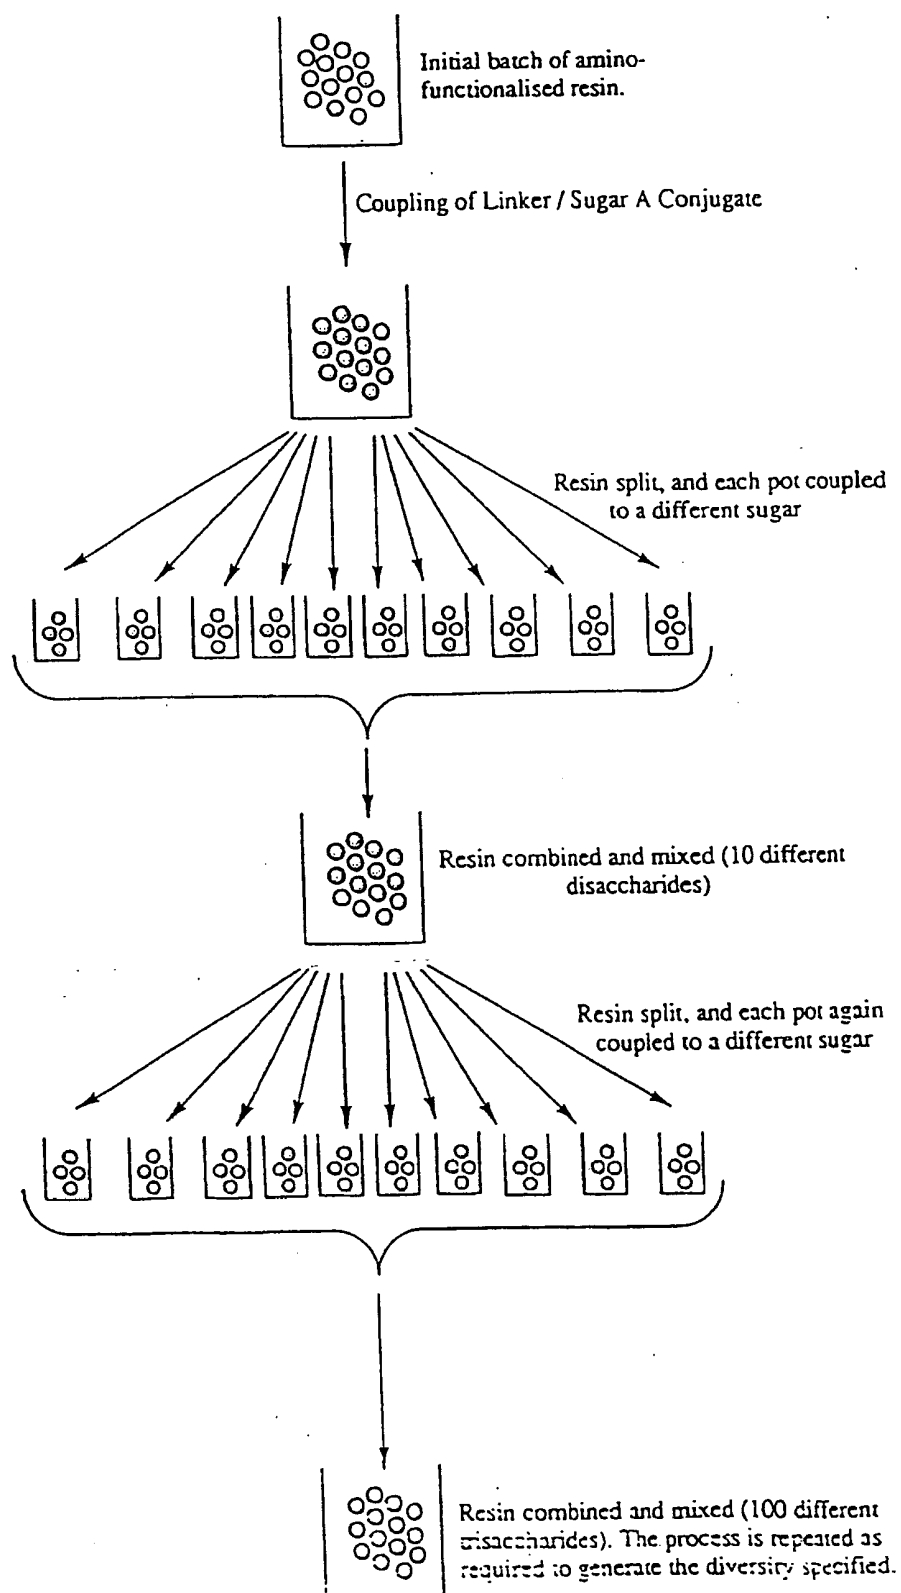 Initial batch of amino-
functionalised resin.
Coupling of Linker / Sugar A Conjugate
Resin split, and each pot coupled
to a different sugar
Resin combined and mixed (10 different
disaccharides)
Resin split, and each pot again
coupled to a different sugar
Resin combined and mixed (100 different
disaccharides). The process is repeated as
required to generate the diversity specified.